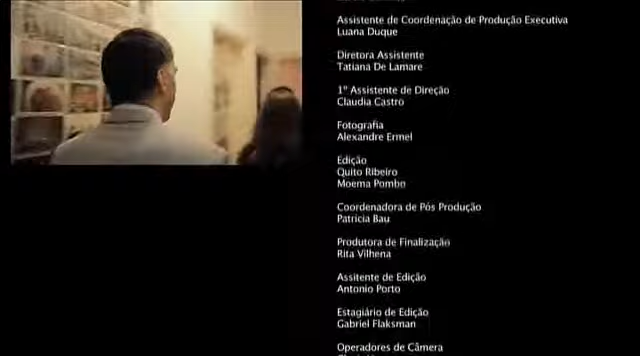 Assistente de Coordenação de Produção Executiva
Luana Duque
Diretora Assistente
Tatiana De Lamare
1º Assistente de Direção
Claudia Castro
Fotografia
Alexandre Ermel
Edição
Quito Ribeiro
Moema Pombo
Coordenadora de Pós Produção
Patricia Bau
Produtora de Finalização
Rita Vilhena
Assitente de Edição
Antonio Porto
Estagiário de Edição
Gabriel Flaksman
Operadores de Câmera